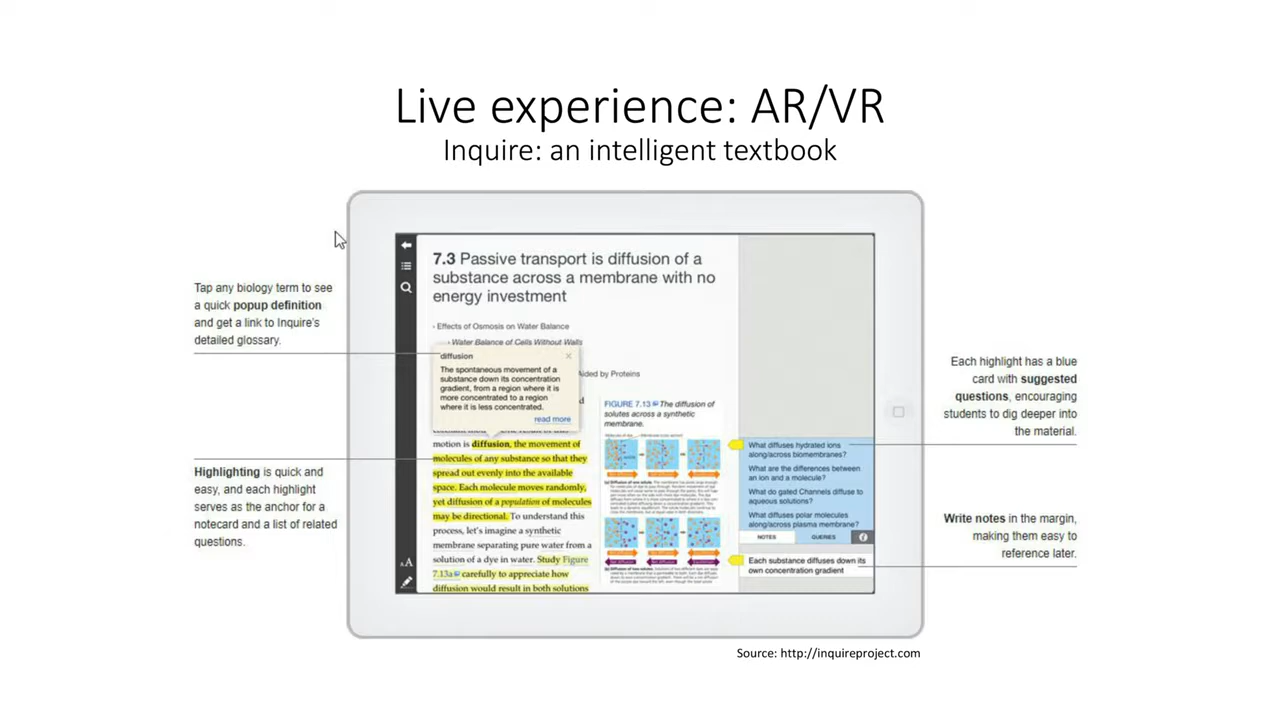 Live experience: AR/VR
Inquire: an intelligent textbook
Tap any biology term to see
a quick popup definition
and get a link to Inquire's
detailed glossary.
Highlighting is quick and
easy, and each highlight
serves as the anchor for a
notecard and a list of related
questions.
7.3 Passive transport is diffusion of a
substance across a membrane with no
energy investment
Effects of Osmosis on Water Balance
Water Balance of Cells Without Walls
Aided by Proteins
diffusion
The spontaneous movement of a
substance down its concentration
gradient, from a region where it is
more concentrated to a region
where it is less concentrated.
read more
motion is diffusion, the movement of
molecules of any substance so that they
spread out evenly into the available
space. Each molecule moves randomly,
yet diffusion of a population of molecules
may be directional. To understand this
process, let's imagine a synthetic
membrane separating pure water from a
solution of a dye in water. Study Figure
7.13a carefully to appreciate how
diffusion would result in both solutions
FIGURE 7.13 The diffusion of
solutes across a synthetic
membrane.
What diffuses hydrated ions
along/across biomembranes?
What are the differences between
an ion and a molecule?
What do gated Channels diffuse to
aqueous solutions?
What diffuses polar molecules
along/across plasma membrane?
NOTES
QUERIES
Each substance diffuses down its
own concentration gradient
Each highlight has a blue
card with suggested
questions, encouraging
students to dig deeper into
the material.
Write notes in the margin,
making them easy to
reference later.
Source: http://inquireproject.com